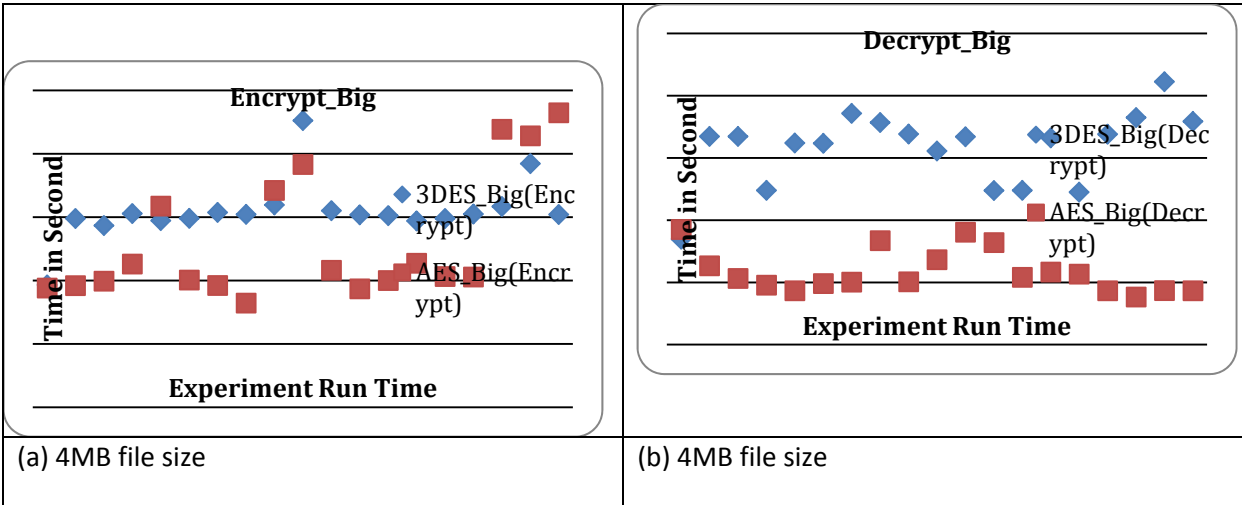 Encrypt_Big
Time in Second
3DES_Big(Enc
rypt)
AES_Big(Encr
ypt)
Experiment Run Time
(a) 4MB file size
Decrypt_Big
Time in Second
3DES_Big(Dec
rypt)
AES_Big(Decr
ypt)
Experiment Run Time
(b) 4MB file size